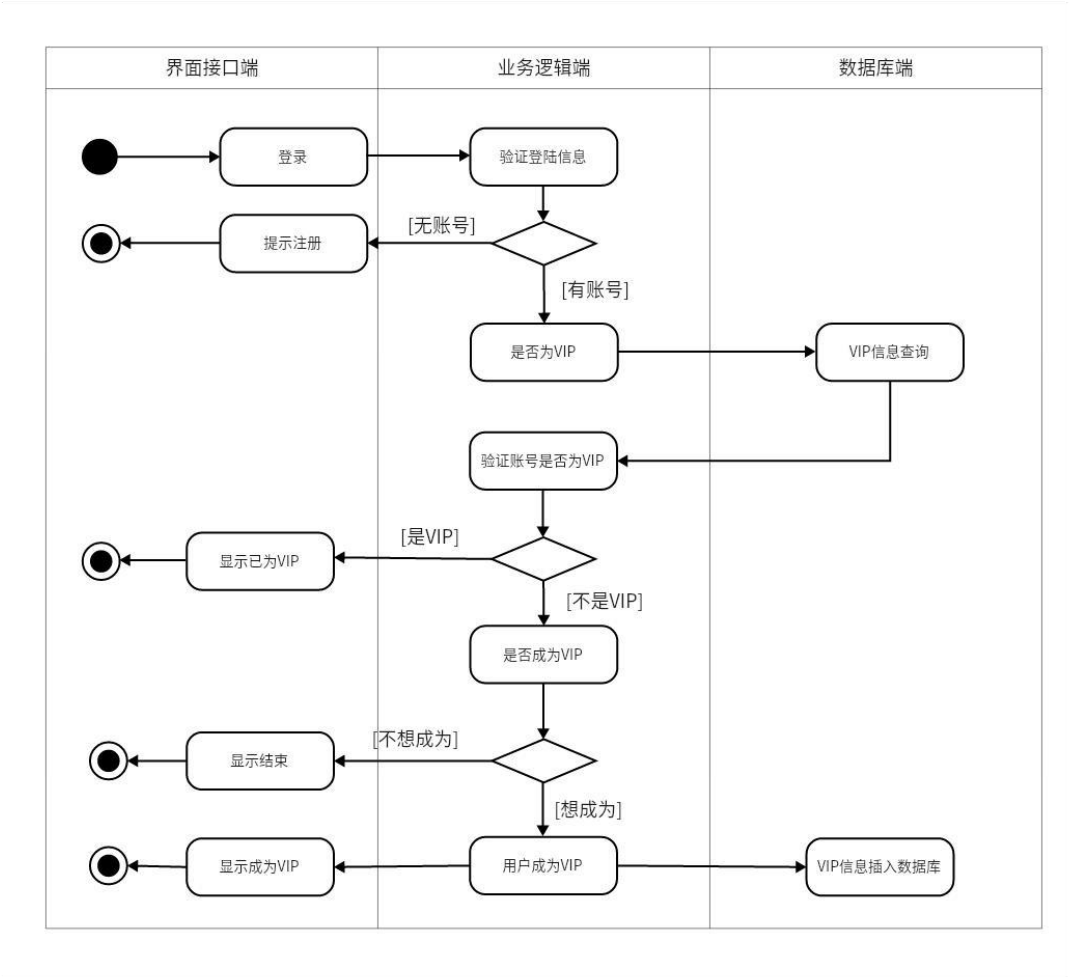 界面接口端
业务逻辑端
数据库端
登录
验证登陆信息
[无账号]
提示注册
[有账号]
是否为VIP
VIP信息查询
验证账号是否为VIP
[是VIP]
显示已为VIP
[不是VIP]
是否成为VIP
[不想成为]
显示结束
[想成为]
显示成为VIP
用户成为VIP
VIP信息插入数据库